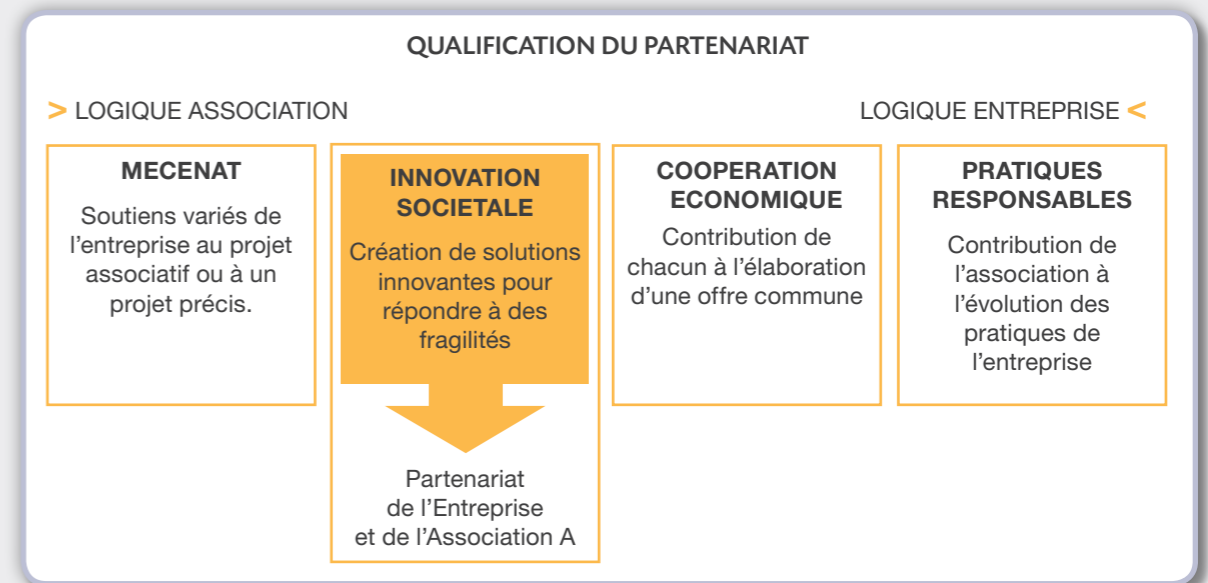 QUALIFICATION DU PARTENARIAT
> LOGIQUE ASSOCIATION
LOGIQUE ENTREPRISE <
MECENAT
Soutiens variés de
l’entreprise au projet
associatif ou à un
projet précis.
INNOVATION
SOCIETALE
Création de solutions
innovantes pour
répondre à des
fragilités
Partenariat
de l’Entreprise
et de l’Association A
COOPERATION
ECONOMIQUE
Contribution de
chacun à l’élaboration
d’une offre commune
PRATIQUES
RESPONSABLES
Contribution de
l’association à
l’évolution des
pratiques de
l’entreprise